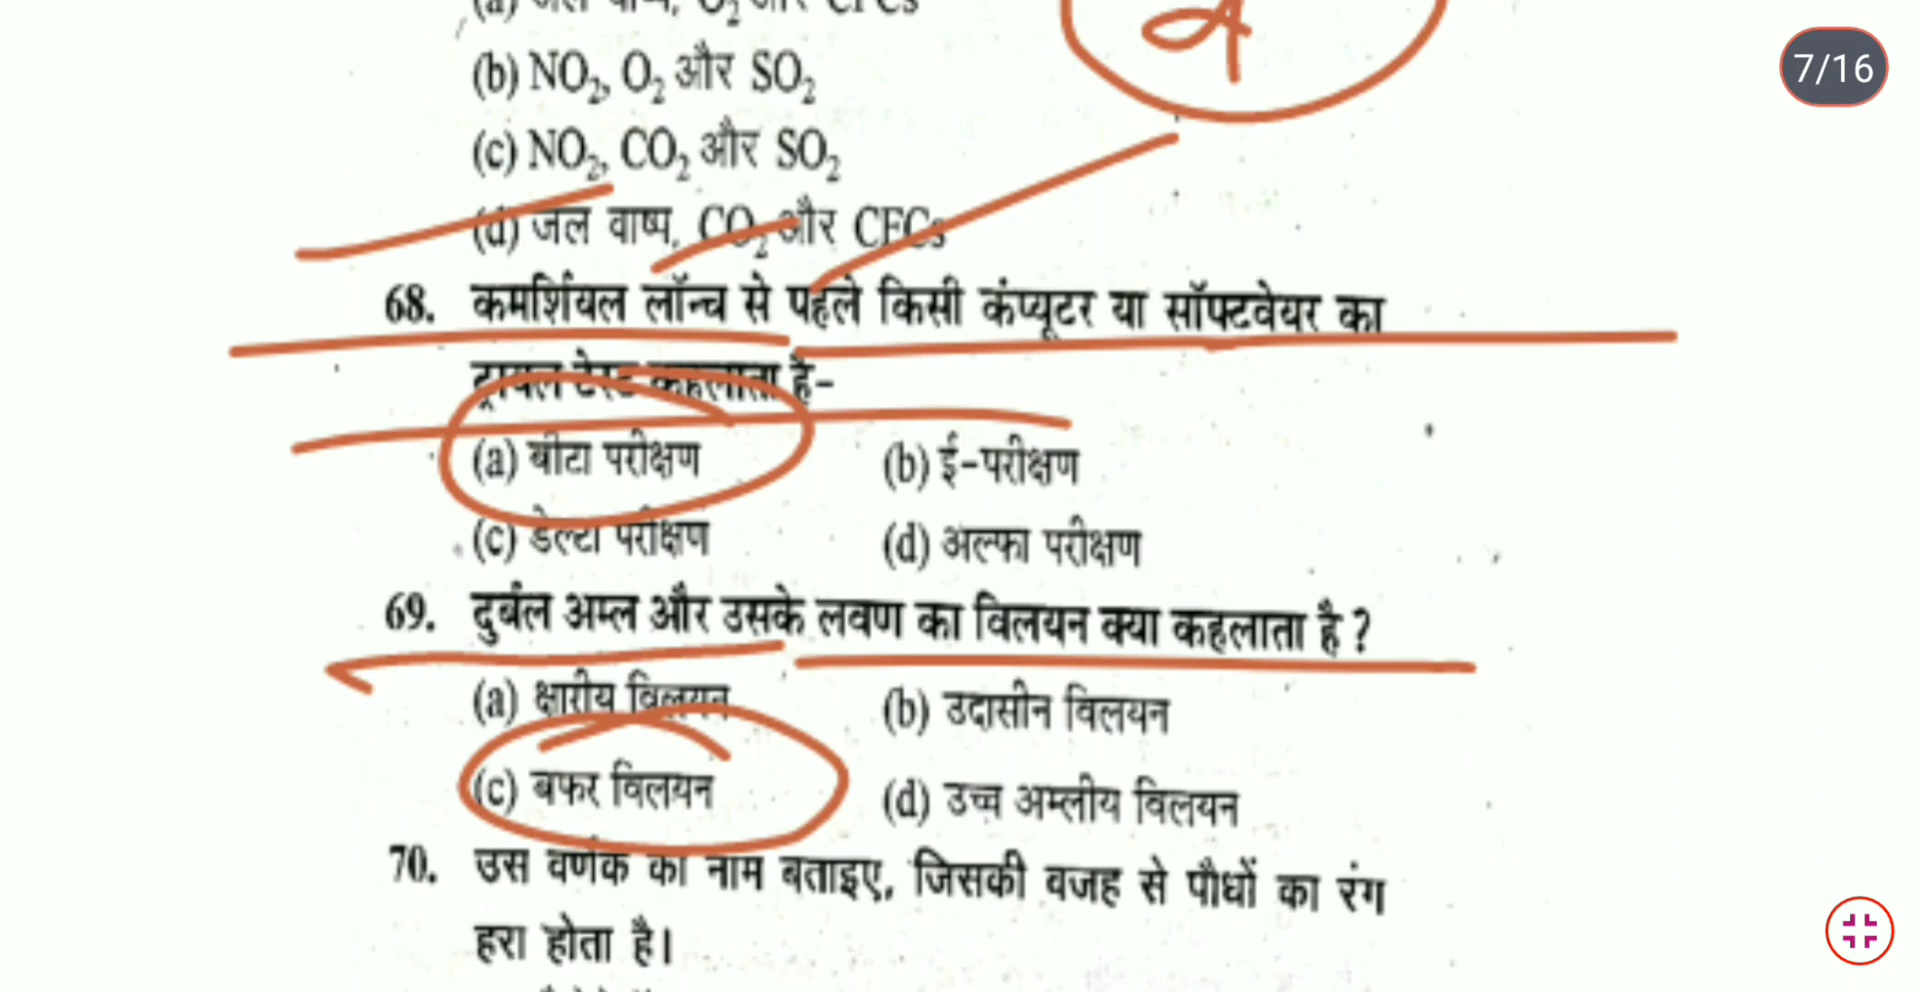 7/16
(b) NO2, O2 और SO2
(c) NO2, CO2 और SO2
(d) जल वाष्प, CO2 और CFCs
68. कमर्शियल लॉन्च से पहले किसी कंप्यूटर या सॉफ्टवेयर का
ट्रायल टेस्ट कहलाता है-
(a) बीटा परीक्षण (b) ई-परीक्षण
(c) डेल्टा परीक्षण (d) अल्फा परीक्षण
69. दुर्बल अम्ल और उसके लवण का विलयन क्या कहलाता है ?
(a) क्षारीय विलयन (b) उदासीन विलयन
(c) बफर विलयन (d) उच्च अम्लीय विलयन
70. उस वर्णक का नाम बताइए, जिसकी वजह से पौधों का रंग
हरा होता है।